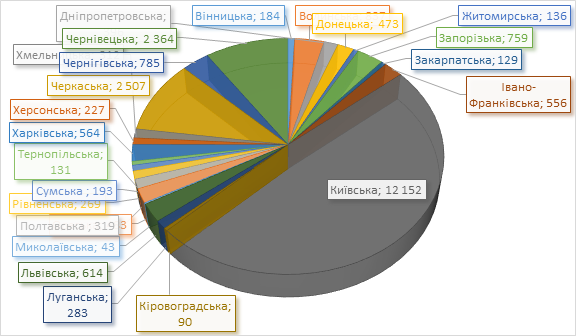 Дніпропетровська;
Вінницька; 184
Донецька; 473
Житомирська; 136
Чернівецька; 2 364
Запорізька; 759
Чернігівська; 785
Закарпатська; 129
Черкаська; 2 507
Івано-
Франківська; 556
Херсонська; 227
Харківська; 564
Тернопільська;
131
Київська; 12 152
Сумська ; 193
Рівненська; 269
Полтавська ; 319
Миколаївська; 43
Львівська; 614
Луганська;
283
Кіровоградська;
90